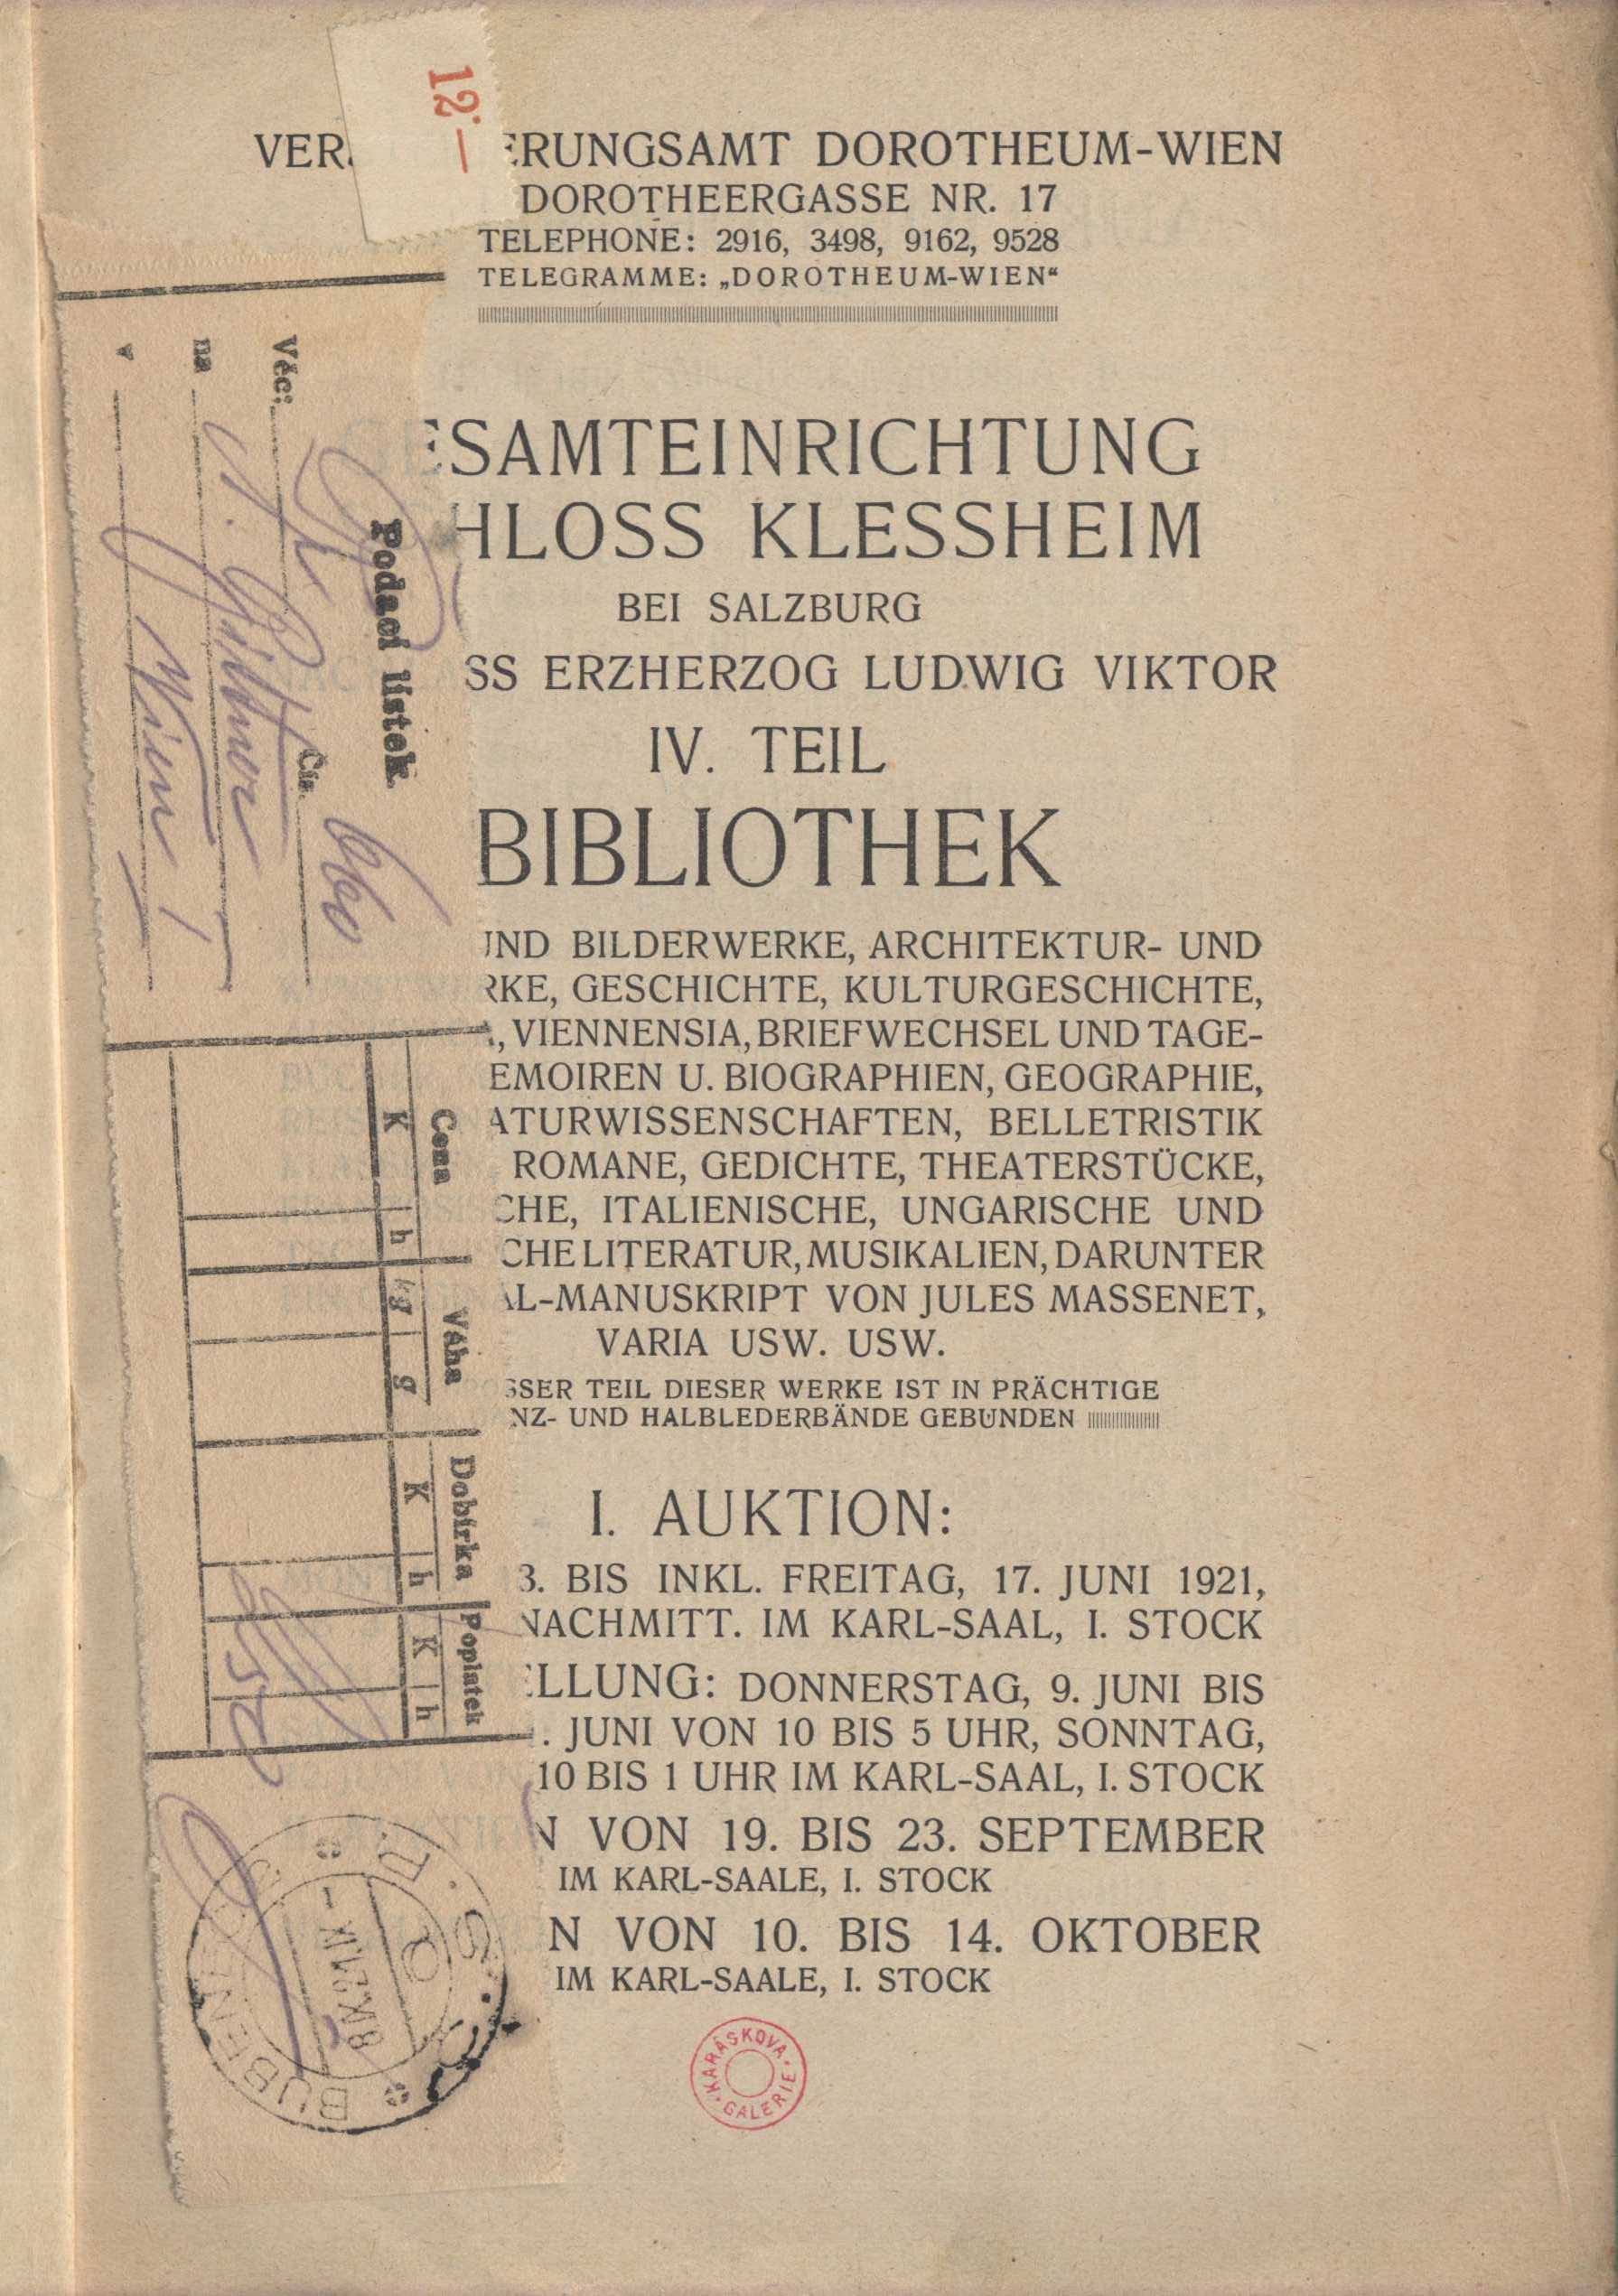 12·—
ERUNGSAMT DOROTHEUM-WIEN
DOROTHEERGASSE NR. 17
TELEPHONE: 2916, 3498, 9162, 9528
TELEGRAMME: „DOROTHEUM-WIEN“
ESAMTEINRICHTUNG
HLOSS KLESSHEIM
BEI SALZBURG
SS ERZHERZOG LUDWIG VIKTOR
IV. TEIL
BIBLIOTHEK
UND BILDERWERKE, ARCHITEKTUR- UND
RKE, GESCHICHTE, KULTURGESCHICHTE,
, VIENNENSIA, BRIEFWECHSEL UND TAGE-
EMOIREN U. BIOGRAPHIEN, GEOGRAPHIE,
ATURWISSENSCHAFTEN, BELLETRISTIK
ROMANE, GEDICHTE, THEATERSTÜCKE,
CHE, ITALIENISCHE, UNGARISCHE UND
CHE LITERATUR, MUSIKALIEN, DARUNTER
AL-MANUSKRIPT VON JULES MASSENET,
VARIA USW. USW.
SSER TEIL DIESER WERKE IST IN PRÄCHTIGE
NZ- UND HALBLEDERBÄNDE GEBUNDEN
I. AUKTION:
3. BIS INKL. FREITAG, 17. JUNI 1921,
NACHMITT. IM KARL-SAAL, I. STOCK
ELLUNG: DONNERSTAG, 9. JUNI BIS
. JUNI VON 10 BIS 5 UHR, SONNTAG,
10 BIS 1 UHR IM KARL-SAAL, I. STOCK
N VON 19. BIS 23. SEPTEMBER
IM KARL-SAALE, I. STOCK
N VON 10. BIS 14. OKTOBER
IM KARL-SAALE, I. STOCK
KARÁSKOVA
GALERIE
Podací lístek.
Věc:
Čís. 660
na
v Wien I
Cena Váha Dobírka Poplatek
K h kg g K h K h
BUBENEČ